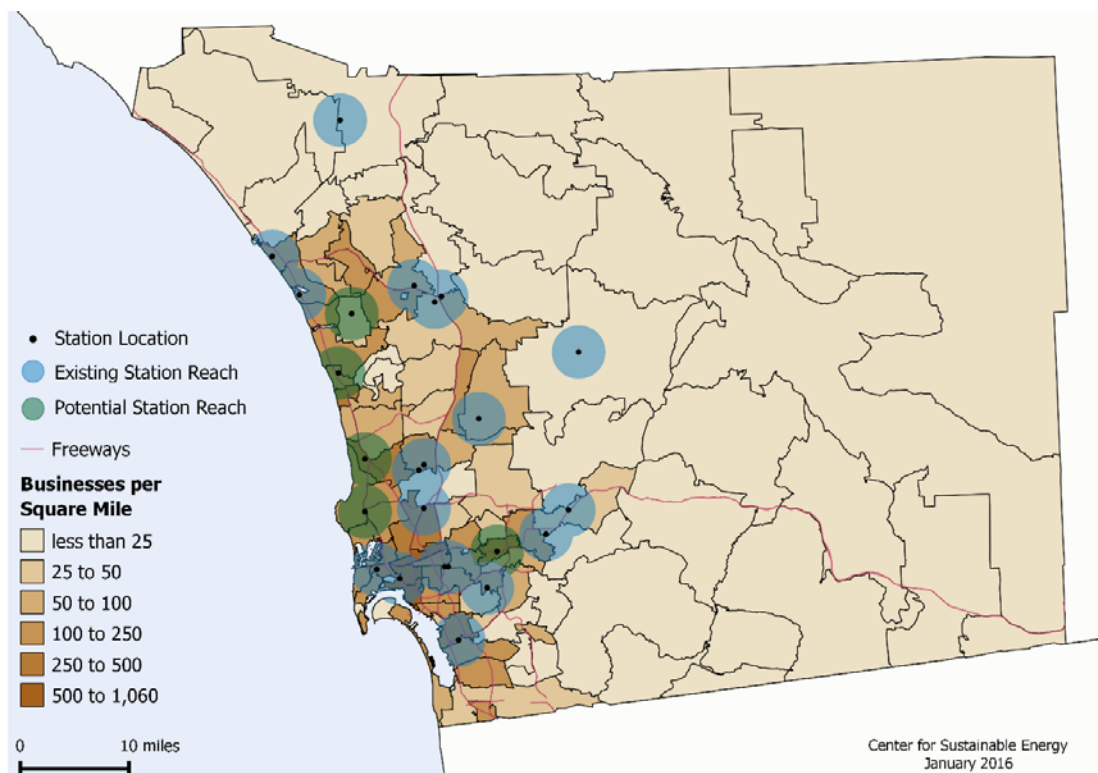 Station Location
Existing Station Reach
Potential Station Reach
Freeways
Businesses per
Square Mile
less than 25
25 to 50
50 to 100
100 to 250
250 to 500
500 to 1,060
0 10 miles
Center for Sustainable Energy
January 2016